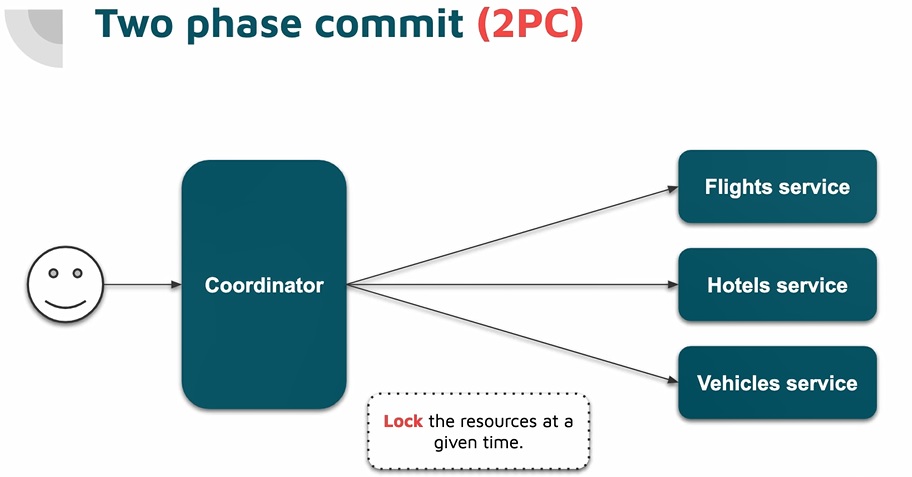 Two phase commit (2PC)
Coordinator
Flights service
Hotels service
Vehicles service
Lock the resources at a
given time.